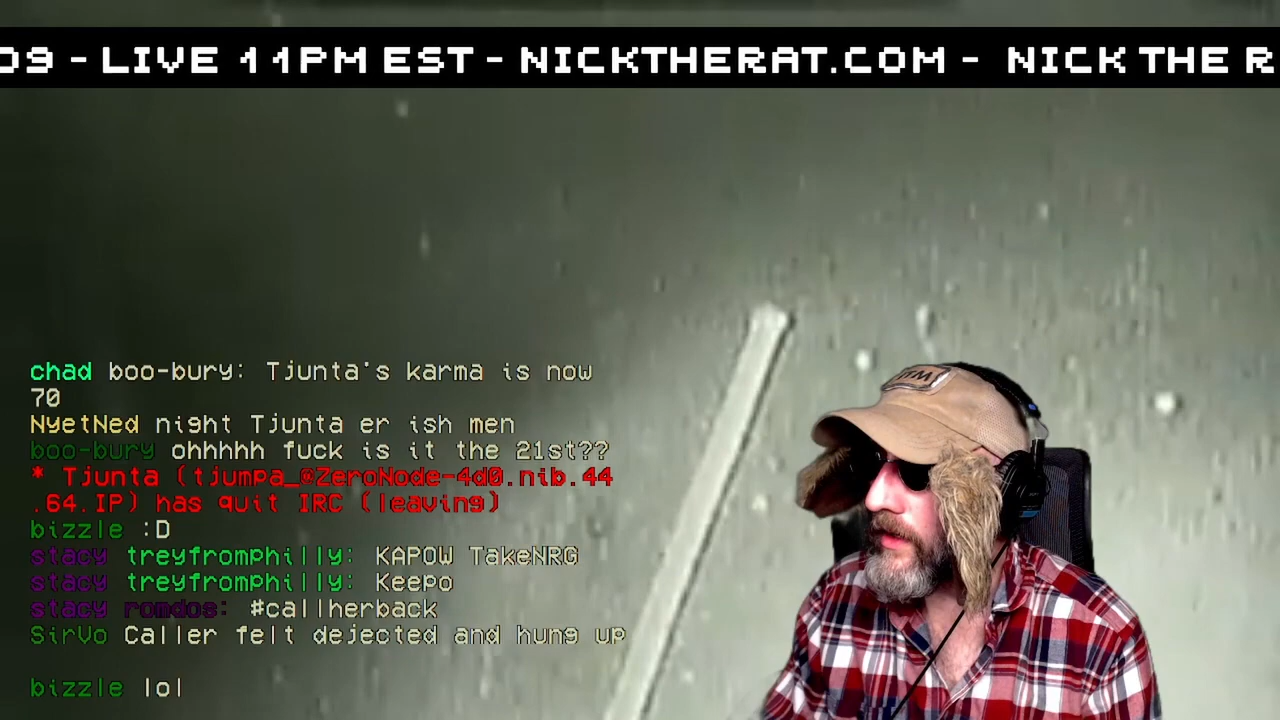 09 - LIVE 11PM EST - NICKTHERAT.COM - NICK THE R
chad boo-bury: Tjunta's karma is now
70
NyetNed night Tjunta er ish men
boo-bury ohhhhh fuck is it the 21st??
* Tjunta (tjumpa_@ZeroNode-4d0.nib.44
.64.IP) has quit IRC (leaving)
bizzle :D
stacy treyfromphilly: KAPOW TakeNRG
stacy treyfromphilly: Keepo
stacy romdos: #callherback
SirVo Caller felt dejected and hung up
bizzle lol